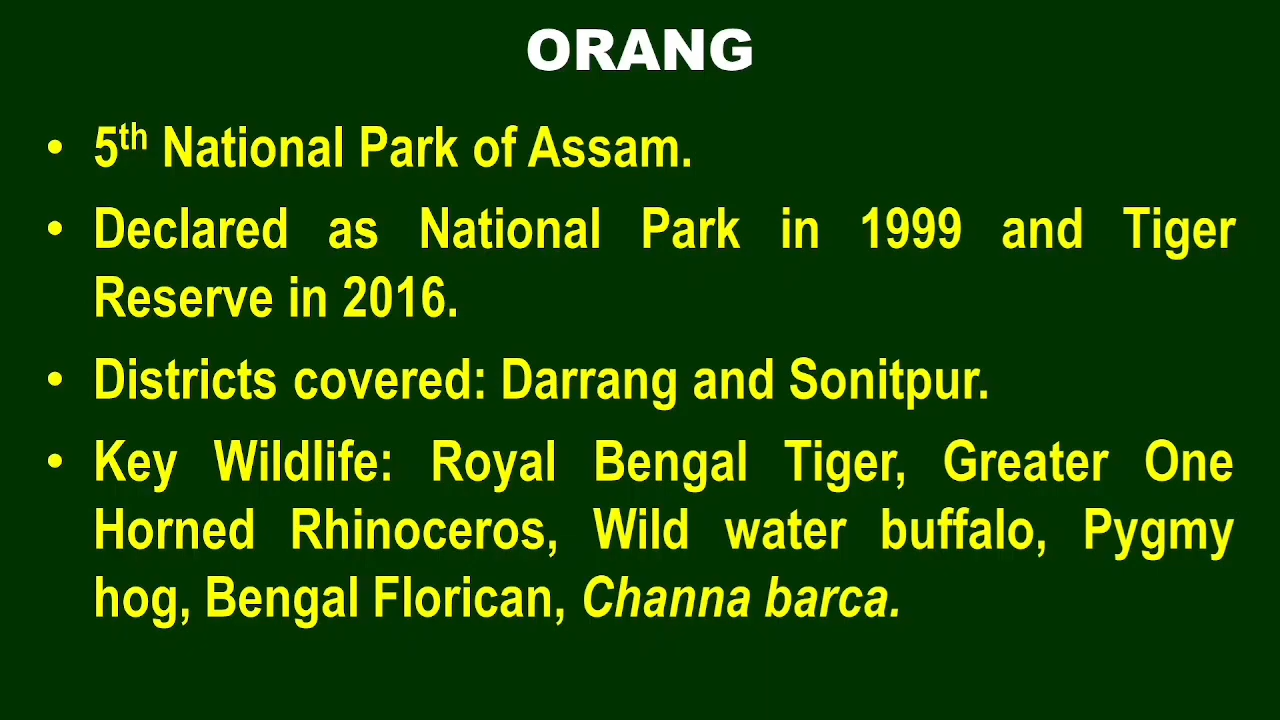 ORANG
• 5th National Park of Assam.
• Declared as National Park in 1999 and Tiger
Reserve in 2016.
• Districts covered: Darrang and Sonitpur.
• Key Wildlife: Royal Bengal Tiger, Greater One
Horned Rhinoceros, Wild water buffalo, Pygmy
hog, Bengal Florican, Channa barca.